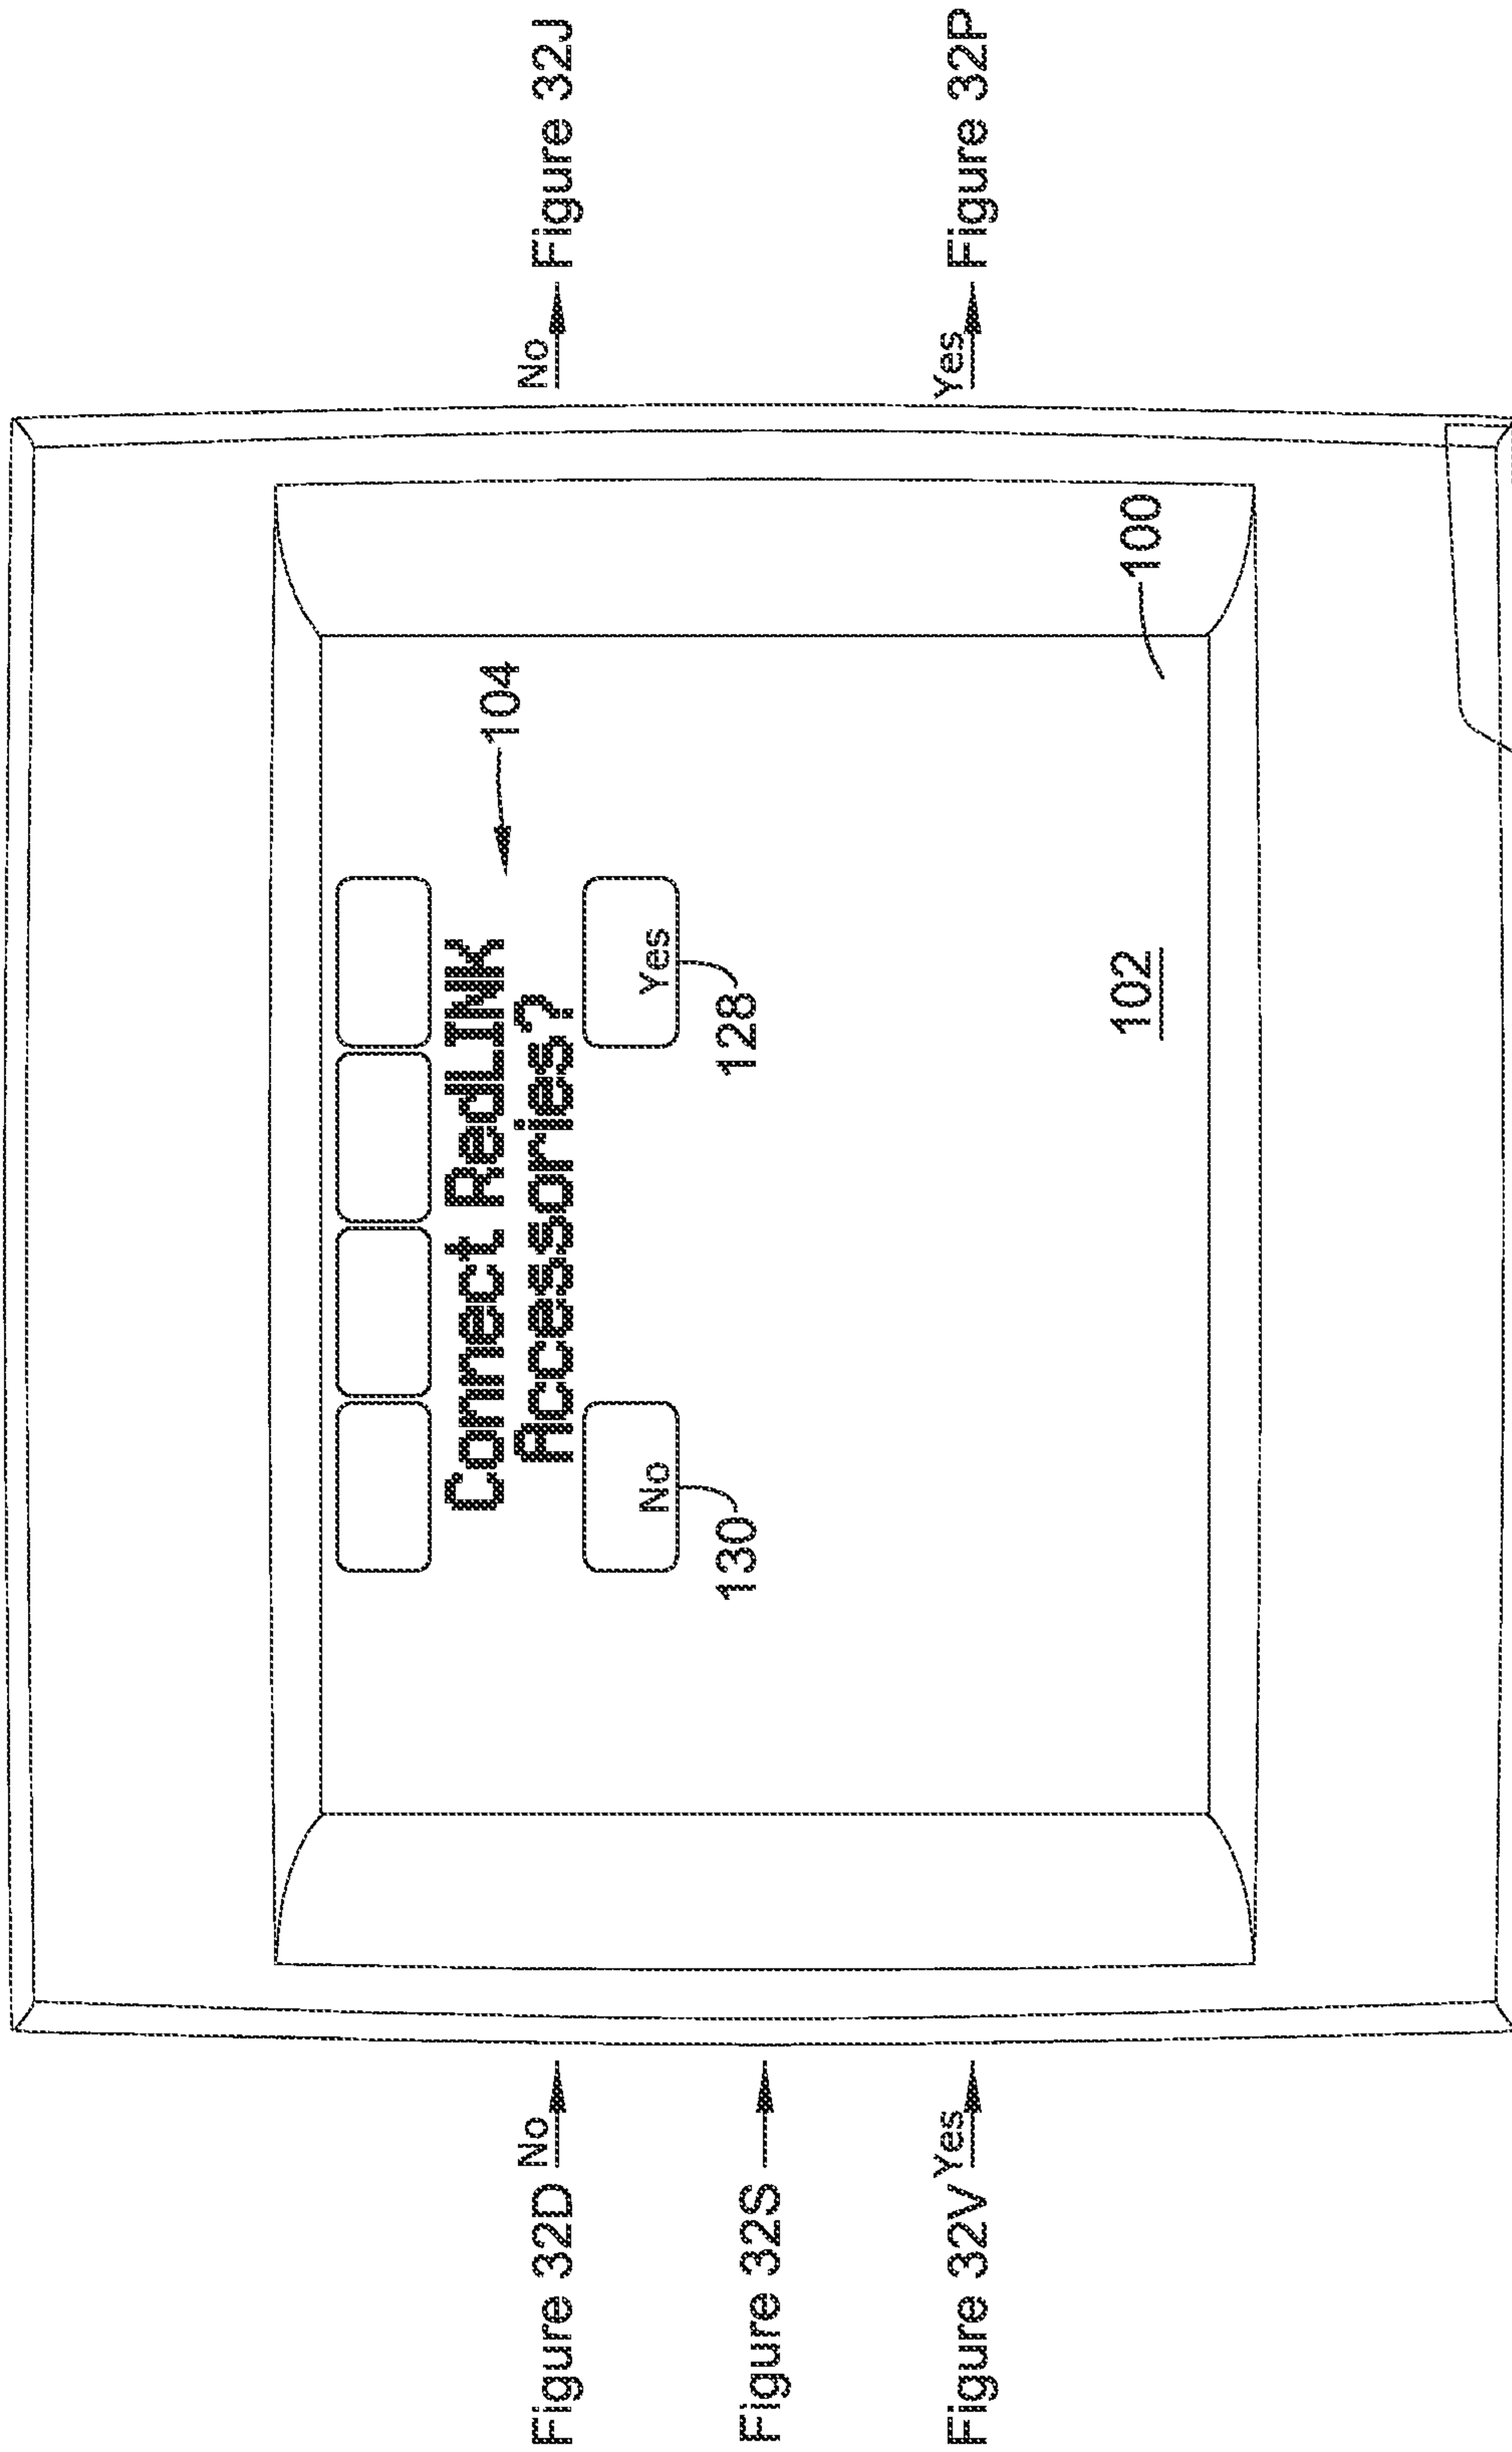 Figure 32D No
Figure 32S
Figure 32V Yes
Connect RedLINK
Accessories?
104
No
Yes
130
128
102
100
No Figure 32J
Yes Figure 32P